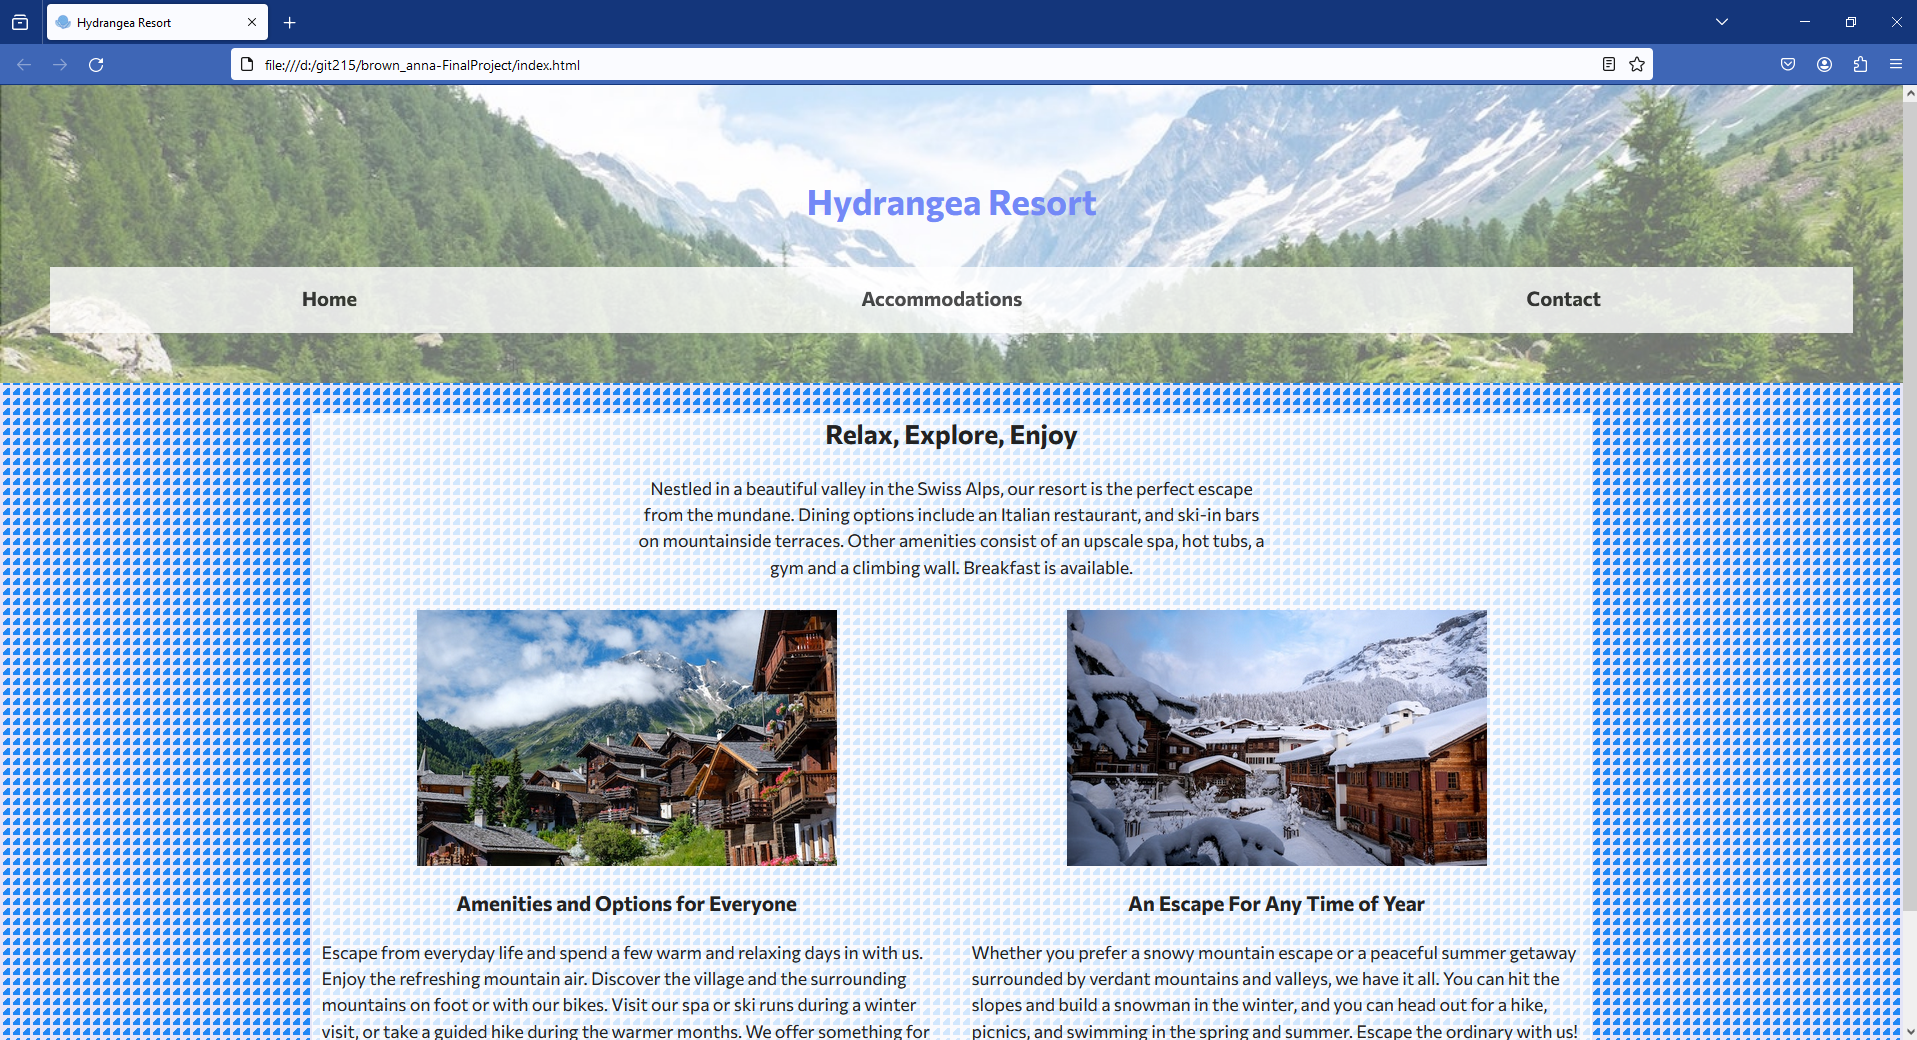 Hydrangea Resort
file:///d:/git215/brown_anna-FinalProject/index.html
Hydrangea Resort
Home Accommodations Contact
Relax, Explore, Enjoy
Nestled in a beautiful valley in the Swiss Alps, our resort is the perfect escape
from the mundane. Dining options include an Italian restaurant, and ski-in bars
on mountainside terraces. Other amenities consist of an upscale spa, hot tubs, a
gym and a climbing wall. Breakfast is available.
Amenities and Options for Everyone
Escape from everyday life and spend a few warm and relaxing days in with us.
Enjoy the refreshing mountain air. Discover the village and the surrounding
mountains on foot or with our bikes. Visit our spa or ski runs during a winter
visit, or take a guided hike during the warmer months. We offer something for
An Escape For Any Time of Year
Whether you prefer a snowy mountain escape or a peaceful summer getaway
surrounded by verdant mountains and valleys, we have it all. You can hit the
slopes and build a snowman in the winter, and you can head out for a hike,
picnics, and swimming in the spring and summer. Escape the ordinary with us!